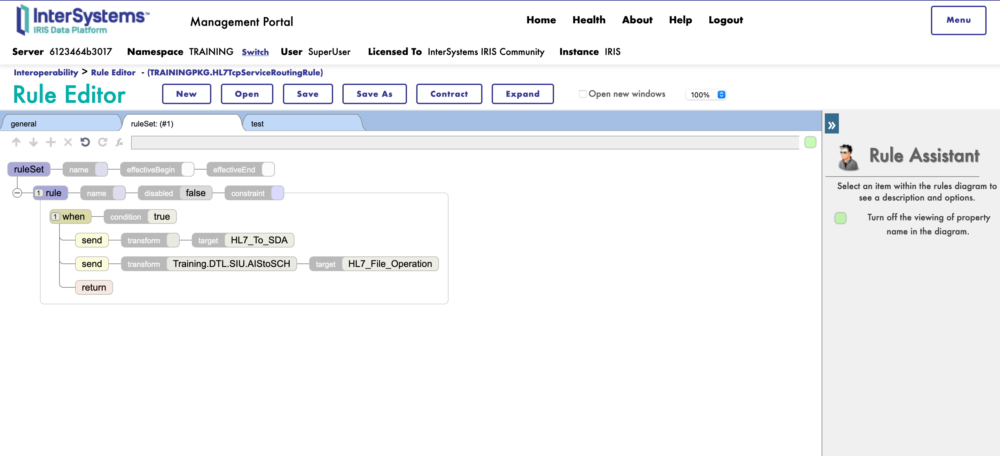 InterSystems™
IRIS Data Platform
Management Portal
Home Health About Help Logout
Menu
Server 6123464b3017 Namespace TRAINING Switch User SuperUser Licensed To InterSystems IRIS Community Instance IRIS
Interoperability > Rule Editor - (TRAININGPKG.HL7TcpServiceRoutingRule)
Rule Editor
New Open Save Save As Contract Expand
Open new windows
100%
general ruleSet: (#1) test
fx
ruleSet name effectiveBegin effectiveEnd
1 rule name disabled false constraint
1 when condition true
send transform target HL7_To_SDA
send transform Training.DTL.SIU.AIStoSCH target HL7_File_Operation
return
»
Rule Assistant
Select an item within the rules diagram to
see a description and options.
Turn off the viewing of property
name in the diagram.